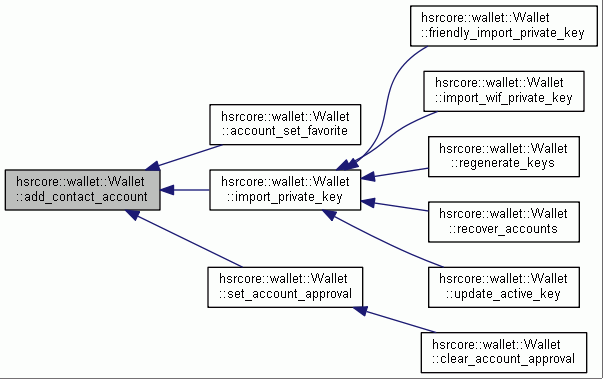 hsrcore::wallet::Wallet
::friendly_import_private_key
hsrcore::wallet::Wallet
::import_wif_private_key
hsrcore::wallet::Wallet
::account_set_favorite
hsrcore::wallet::Wallet
::regenerate_keys
hsrcore::wallet::Wallet
::add_contact_account
hsrcore::wallet::Wallet
::import_private_key
hsrcore::wallet::Wallet
::recover_accounts
hsrcore::wallet::Wallet
::set_account_approval
hsrcore::wallet::Wallet
::update_active_key
hsrcore::wallet::Wallet
::clear_account_approval